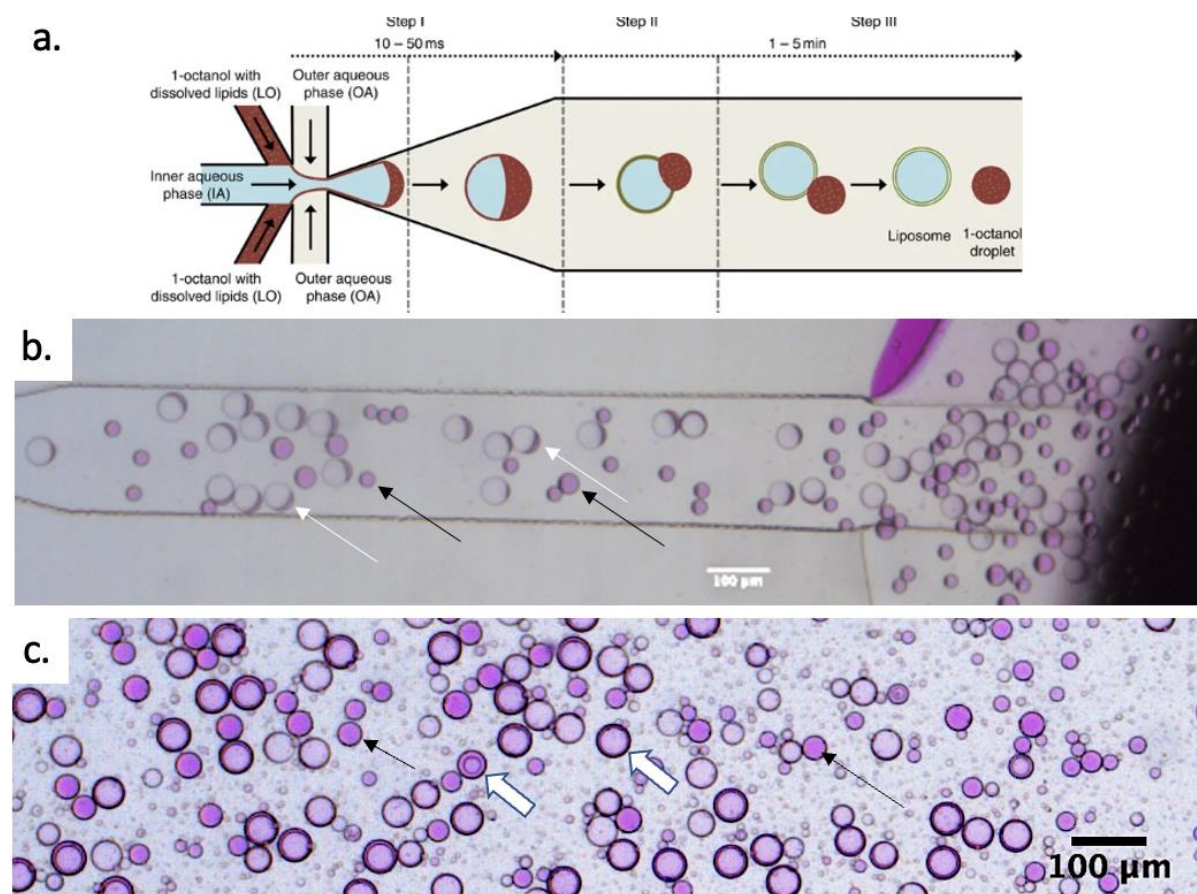 a.
Step I
Step II
Step III
10 – 50 ms
1 – 5 min
1-octanol with
dissolved lipids (LO)
Outer aqueous
phase (OA)
Inner aqueous
phase (IA)
Liposome
1-octanol
droplet
1-octanol with
dissolved lipids (LO)
Outer aqueous
phase (OA)
b.
100 µm
c.
100 µm